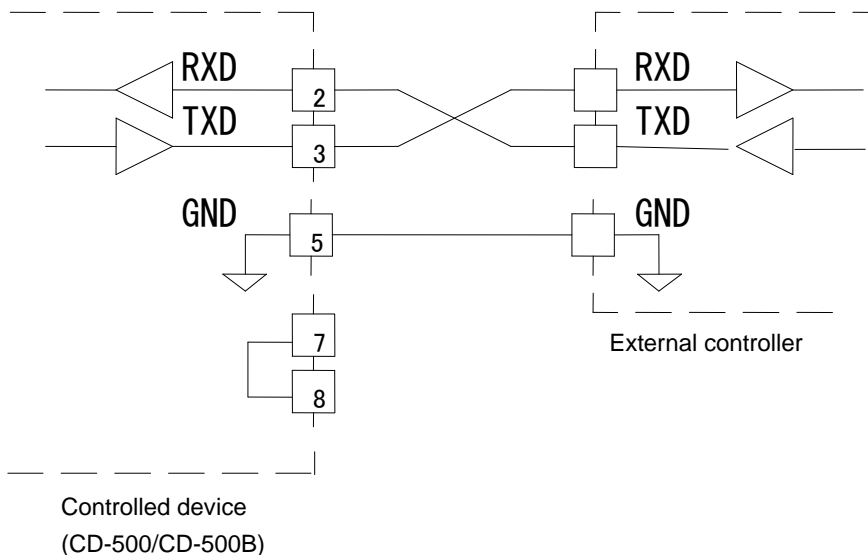 RXD
2
RXD
TXD
3
TXD
GND
5
GND
7
External controller
8
Controlled device
(CD-500/CD-500B)